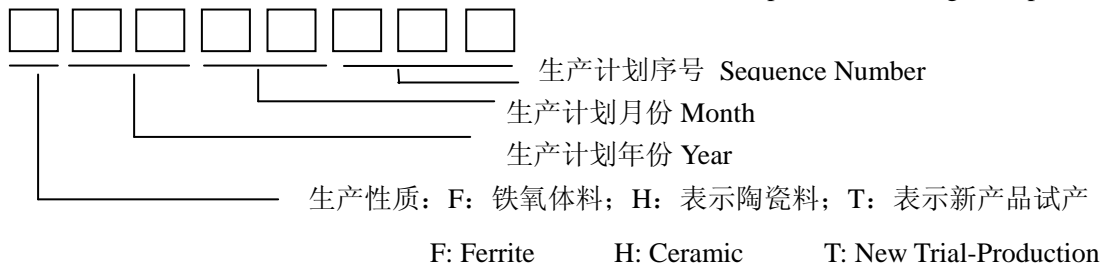 生产计划序号 Sequence Number
生产计划月份 Month
生产计划年份 Year
生产性质：F：铁氧体料；H：表示陶瓷料；T：表示新产品试产
F: Ferrite H: Ceramic T: New Trial-Production